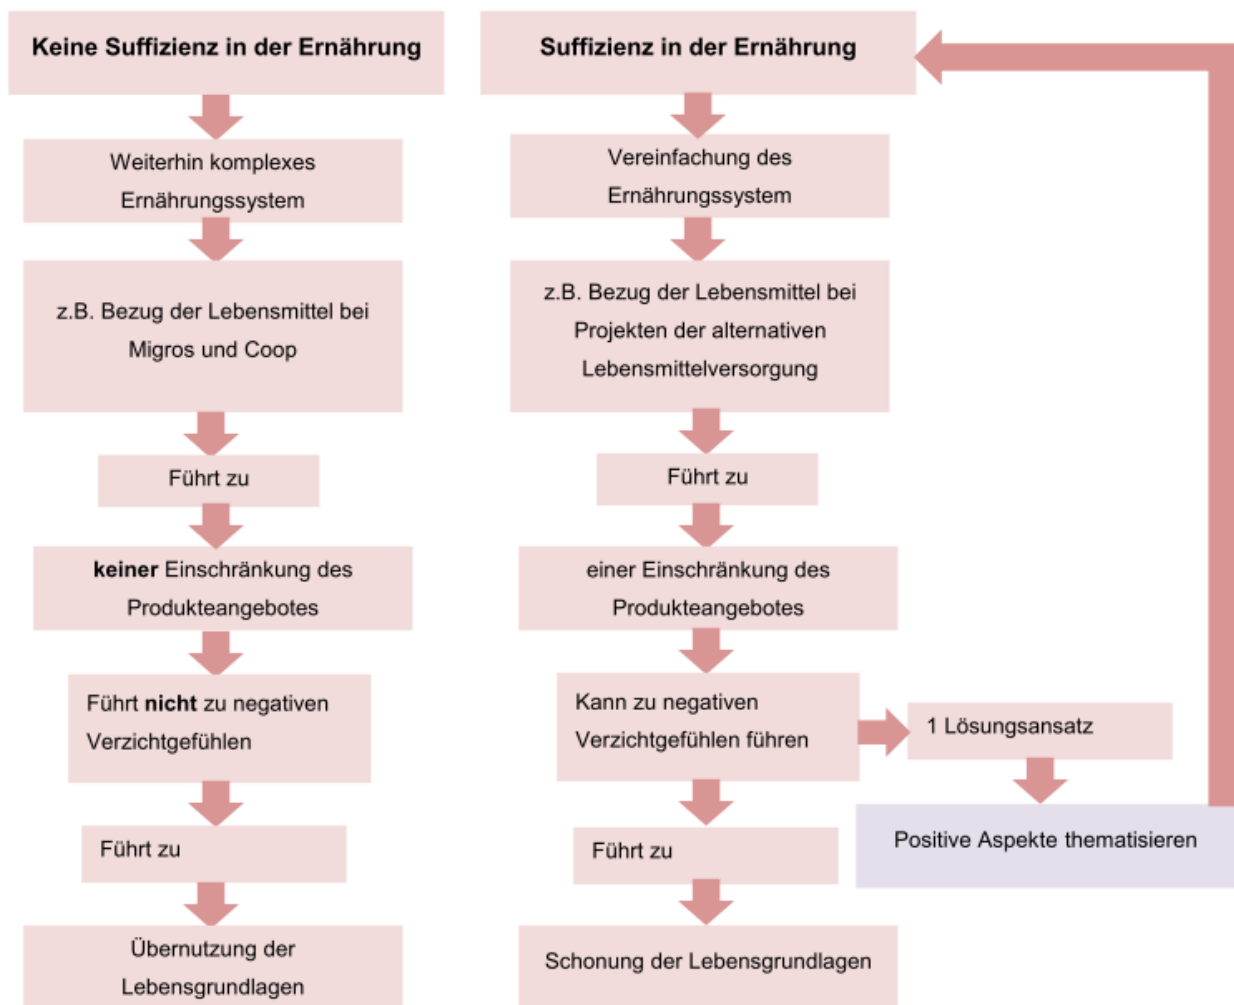 Keine Suffizienz in der Ernährung
Weiterhin komplexes
Ernährungssystem
z.B. Bezug der Lebensmittel bei
Migros und Coop
Führt zu
keiner Einschränkung des
Produkteangebotes
Führt nicht zu negativen
Verzichtgefühlen
Führt zu
Übernutzung der
Lebensgrundlagen
Suffizienz in der Ernährung
Vereinfachung des
Ernährungssystem
z.B. Bezug der Lebensmittel bei
Projekten der alternativen
Lebensmittelversorgung
Führt zu
einer Einschränkung des
Produkteangebotes
Kann zu negativen
Verzichtgefühlen führen
Führt zu
Schonung der Lebensgrundlagen
1 Lösungsansatz
Positive Aspekte thematisieren